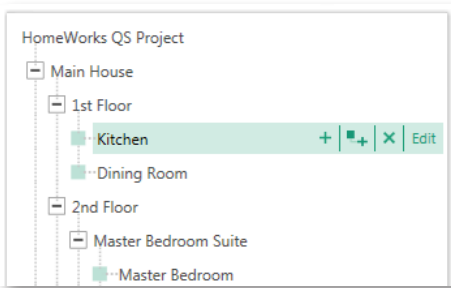 HomeWorks QS Project
Main House
1st Floor
Kitchen Edit
Dining Room
2nd Floor
Master Bedroom Suite
Master Bedroom